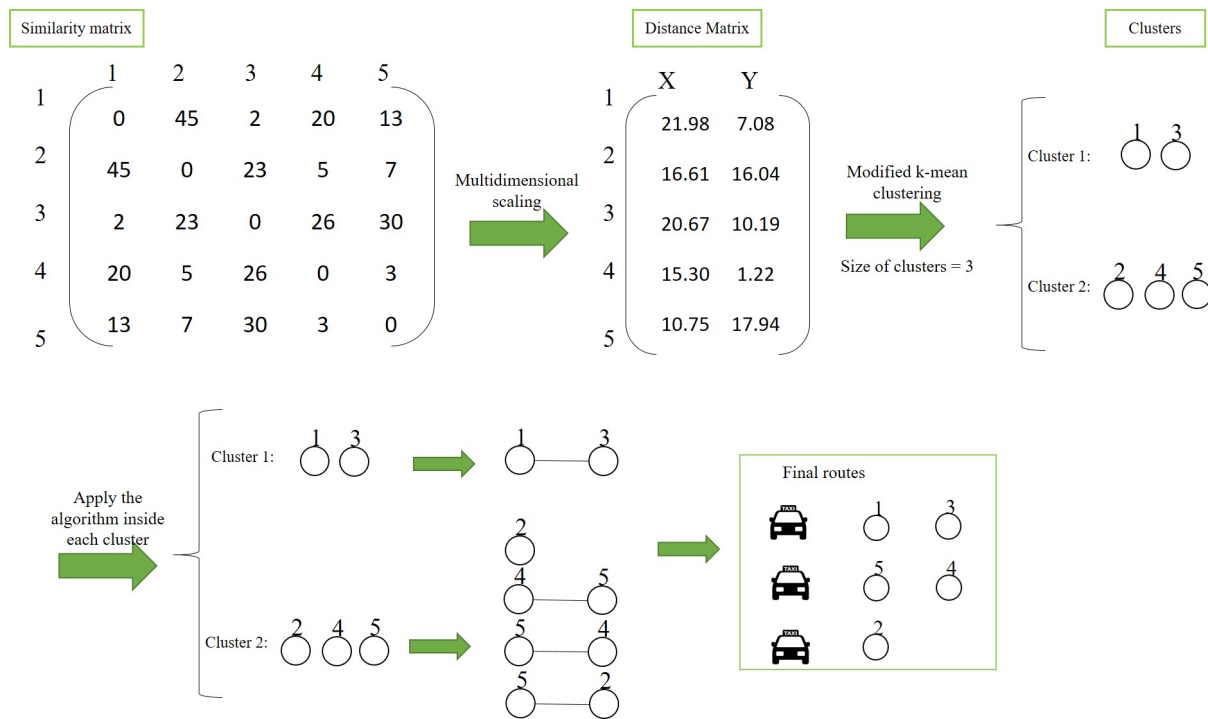 Similarity matrix
Distance Matrix
Clusters
1 2 3 4 5
1 0 45 2 20 13
2 45 0 23 5 7
3 2 23 0 26 30
4 20 5 26 0 3
5 13 7 30 3 0
Multidimensional
scaling
X Y
1 21.98 7.08
2 16.61 16.04
3 20.67 10.19
4 15.30 1.22
5 10.75 17.94
Modified k-mean
clustering
Size of clusters = 3
1 3
Cluster 1:
2 4 5
Cluster 2:
Apply the
algorithm inside
each cluster
1 3
Cluster 1:
1 3
2 4 5
Cluster 2:
2
4 5
5 4
5 2
Final routes
TAXI 1 3
TAXI 5 4
TAXI 2